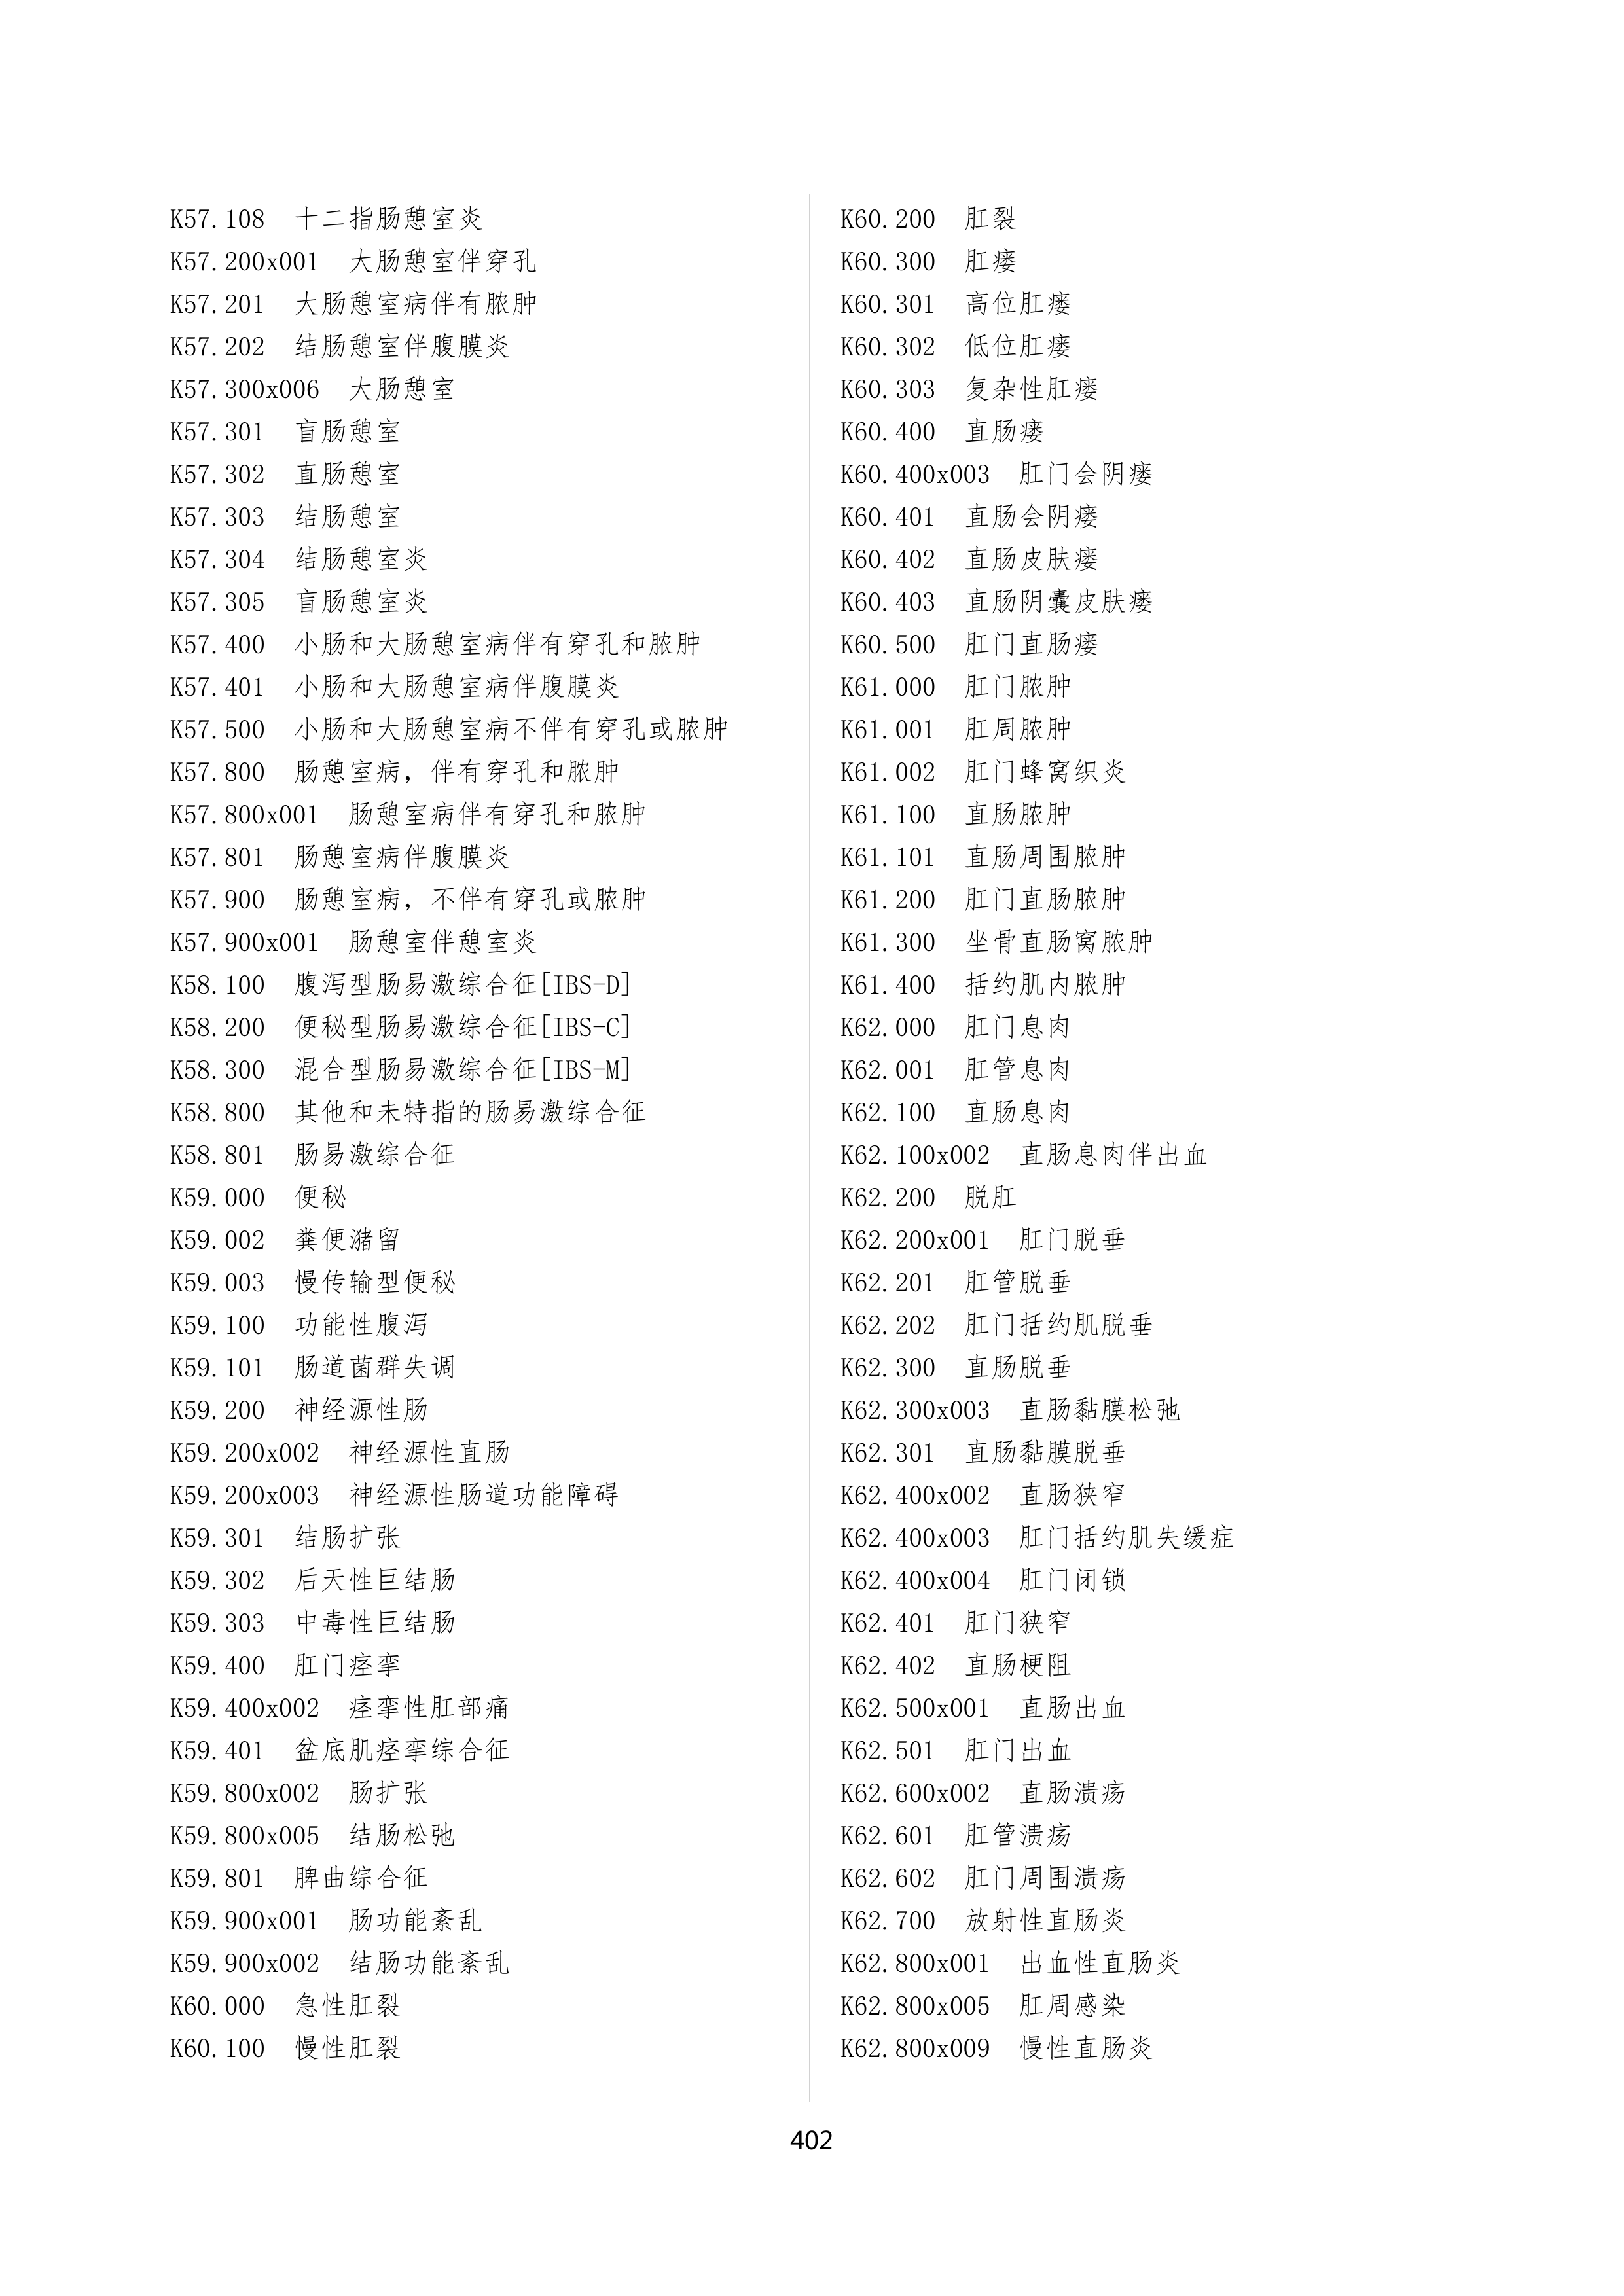 K57.108 十二指肠憩室炎
K57.200x001 大肠憩室伴穿孔
K57.201 大肠憩室病伴有脓肿
K57.202 结肠憩室伴腹膜炎
K57.300x006 大肠憩室
K57.301 盲肠憩室
K57.302 直肠憩室
K57.303 结肠憩室
K57.304 结肠憩室炎
K57.305 盲肠憩室炎
K57.400 小肠和大肠憩室病伴有穿孔和脓肿
K57.401 小肠和大肠憩室病伴腹膜炎
K57.500 小肠和大肠憩室病不伴有穿孔或脓肿
K57.800 肠憩室病，伴有穿孔和脓肿
K57.800x001 肠憩室病伴有穿孔和脓肿
K57.801 肠憩室病伴腹膜炎
K57.900 肠憩室病，不伴有穿孔或脓肿
K57.900x001 肠憩室伴憩室炎
K58.100 腹泻型肠易激综合征[IBS-D]
K58.200 便秘型肠易激综合征[IBS-C]
K58.300 混合型肠易激综合征[IBS-M]
K58.800 其他和未特指的肠易激综合征
K58.801 肠易激综合征
K59.000 便秘
K59.002 粪便潴留
K59.003 慢传输型便秘
K59.100 功能性腹泻
K59.101 肠道菌群失调
K59.200 神经源性肠
K59.200x002 神经源性直肠
K59.200x003 神经源性肠道功能障碍
K59.301 结肠扩张
K59.302 后天性巨结肠
K59.303 中毒性巨结肠
K59.400 肛门痉挛
K59.400x002 痉挛性肛部痛
K59.401 盆底肌痉挛综合征
K59.800x002 肠扩张
K59.800x005 结肠松弛
K59.801 脾曲综合征
K59.900x001 肠功能紊乱
K59.900x002 结肠功能紊乱
K60.000 急性肛裂
K60.100 慢性肛裂
K60.200 肛裂
K60.300 肛瘘
K60.301 高位肛瘘
K60.302 低位肛瘘
K60.303 复杂性肛瘘
K60.400 直肠瘘
K60.400x003 肛门会阴瘘
K60.401 直肠会阴瘘
K60.402 直肠皮肤瘘
K60.403 直肠阴囊皮肤瘘
K60.500 肛门直肠瘘
K61.000 肛门脓肿
K61.001 肛周脓肿
K61.002 肛门蜂窝织炎
K61.100 直肠脓肿
K61.101 直肠周围脓肿
K61.200 肛门直肠脓肿
K61.300 坐骨直肠窝脓肿
K61.400 括约肌内脓肿
K62.000 肛门息肉
K62.001 肛管息肉
K62.100 直肠息肉
K62.100x002 直肠息肉伴出血
K62.200 脱肛
K62.200x001 肛门脱垂
K62.201 肛管脱垂
K62.202 肛门括约肌脱垂
K62.300 直肠脱垂
K62.300x003 直肠黏膜松弛
K62.301 直肠黏膜脱垂
K62.400x002 直肠狭窄
K62.400x003 肛门括约肌失缓症
K62.400x004 肛门闭锁
K62.401 肛门狭窄
K62.402 直肠梗阻
K62.500x001 直肠出血
K62.501 肛门出血
K62.600x002 直肠溃疡
K62.601 肛管溃疡
K62.602 肛门周围溃疡
K62.700 放射性直肠炎
K62.800x001 出血性直肠炎
K62.800x005 肛周感染
K62.800x009 慢性直肠炎
402